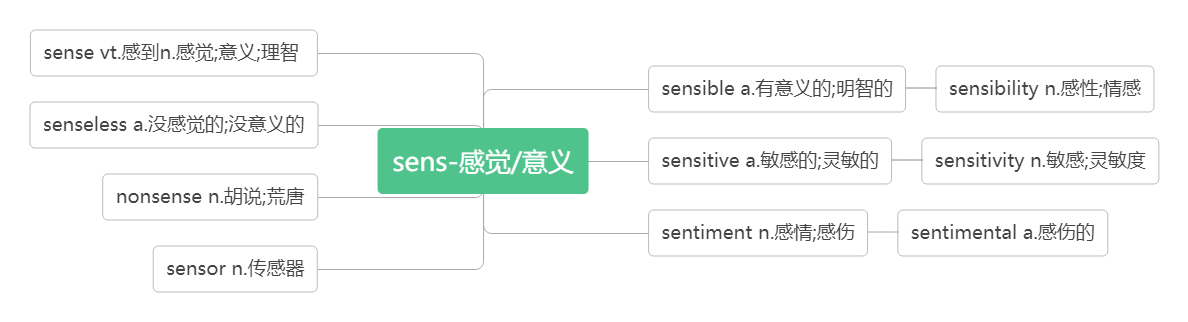 sense vt.感到n.感觉;意义;理智
senseless a.没感觉的;没意义的
nonsense n.胡说;荒唐
sensor n.传感器
sens-感觉/意义
sensible a.有意义的;明智的
sensibility n.感性;情感
sensitive a.敏感的;灵敏的
sensitivity n.敏感;灵敏度
sentiment n.感情;感伤
sentimental a.感伤的